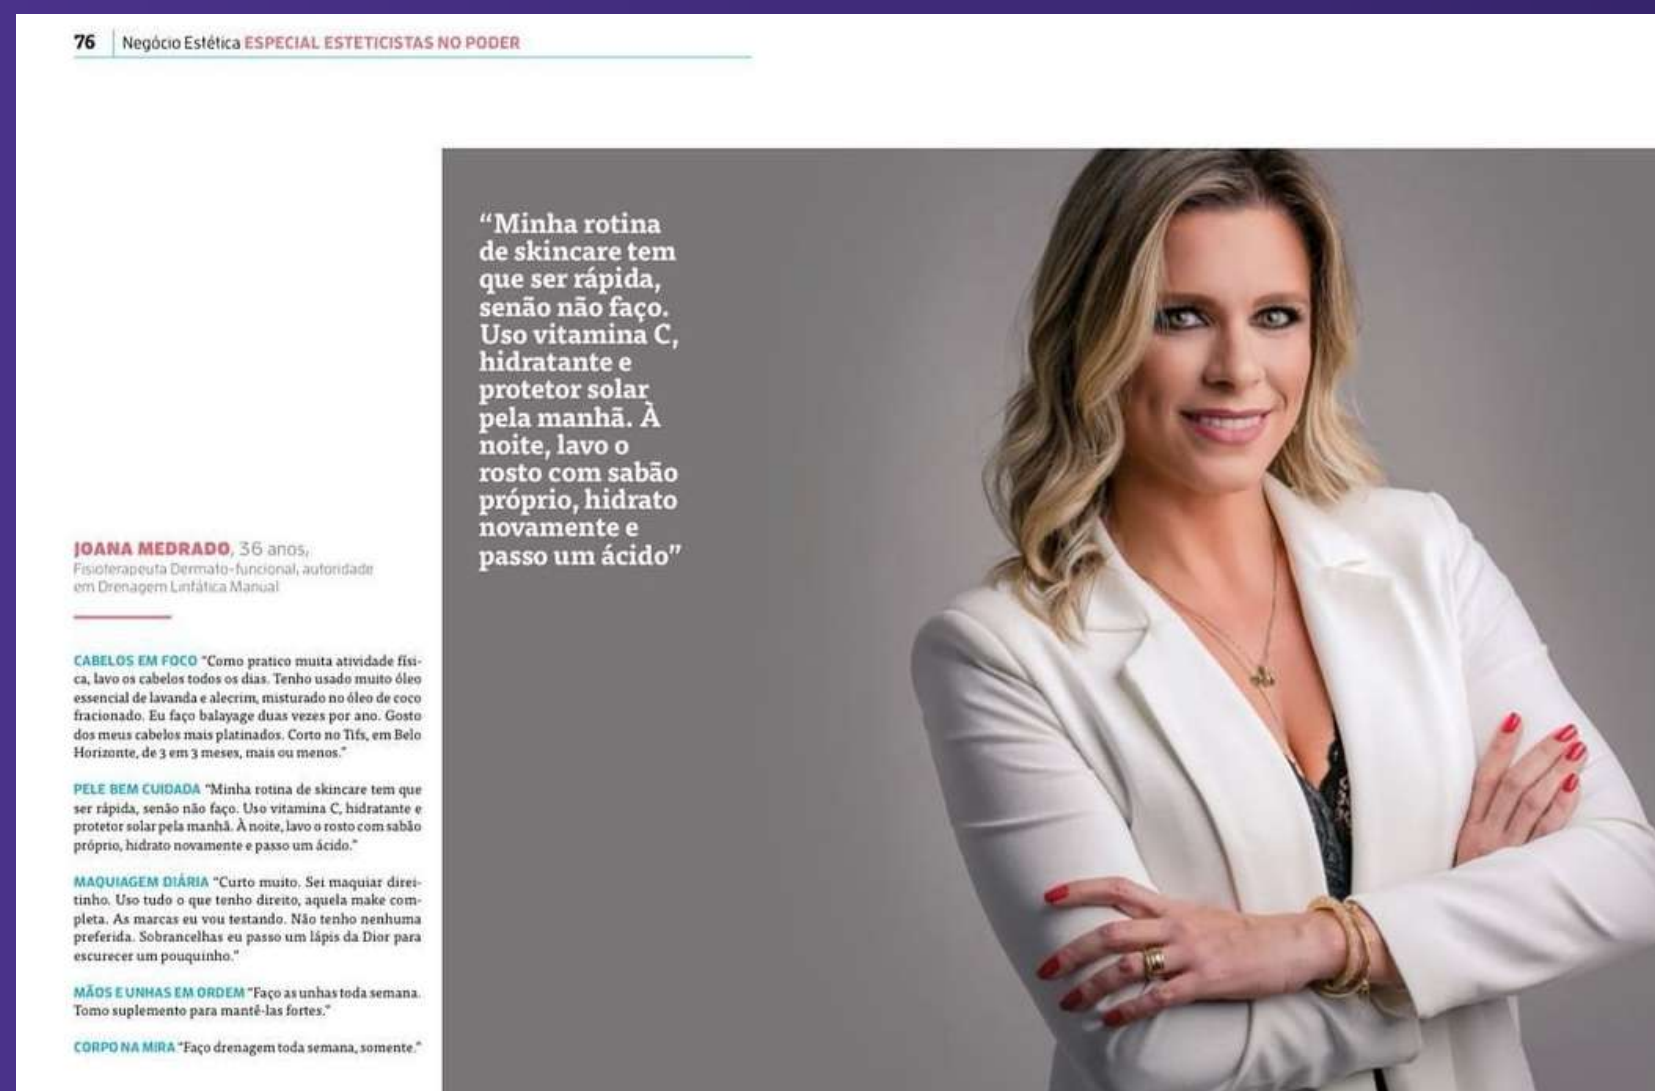 76 Negócio Estética ESPECIAL ESTETICISTAS NO PODER
“Minha rotina
de skincare tem
que ser rápida,
senão não faço.
Uso vitamina C,
hidratante e
protetor solar
pela manhã. À
noite, lavo o
rosto com sabão
próprio, hidrato
novamente e
passo um ácido”
JOANA MEDRADO, 36 anos,
Fisioterapeuta Dermato-funcional, autoridade
em Drenagem Linfática Manual
CABELOS EM FOCO “Como pratico muita atividade físi-
ca, lavo os cabelos todos os dias. Tenho usado muito óleo
essencial de lavanda e alecrim, misturado no óleo de coco
fracionado. Eu faço balayage duas vezes por ano. Gosto
dos meus cabelos mais platinados. Corto no Tifs, em Belo
Horizonte, de 3 em 3 meses, mais ou menos.”
PELE BEM CUIDADA “Minha rotina de skincare tem que
ser rápida, senão não faço. Uso vitamina C, hidratante e
protetor solar pela manhã. À noite, lavo o rosto com sabão
próprio, hidrato novamente e passo um ácido.”
MAQUIAGEM DIÁRIA “Curto muito. Sei maquiar direi-
tinho. Uso tudo o que tenho direito, aquela make com-
pleta. As marcas eu vou testando. Não tenho nenhuma
preferida. Sobrancelhas eu passo um lápis da Dior para
escurecer um pouquinho.”
MÃOS E UNHAS EM ORDEM “Faço as unhas toda semana.
Tomo suplemento para mantê-las fortes.”
CORPO NA MIRA “Faço drenagem toda semana, somente.”